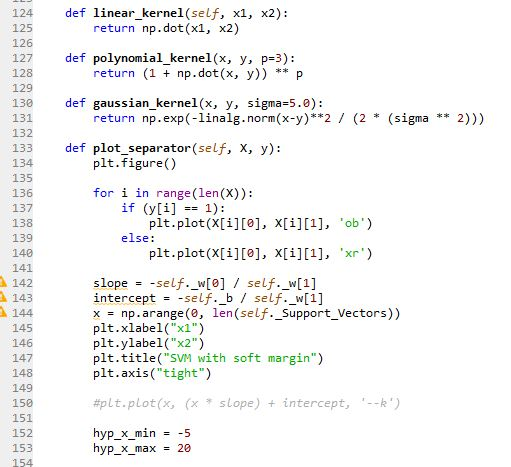 124 def linear_kernel(self, x1, x2):
125 return np.dot(x1, x2)
126
127 def polynomial_kernel(x, y, p=3):
128 return (1 + np.dot(x, y)) ** p
129
130 def gaussian_kernel(x, y, sigma=5.0):
131 return np.exp(-linalg.norm(x-y)**2 / (2 * (sigma ** 2)))
132
133 def plot_separator(self, X, y):
134 plt.figure()
135
136 for i in range(len(X)):
137 if (y[i] == 1):
138 plt.plot(X[i][0], X[i][1], 'ob')
139 else:
140 plt.plot(X[i][0], X[i][1], 'xr')
141
142 slope = -self._w[0] / self._w[1]
143 intercept = -self._b / self._w[1]
144 x = np.arange(0, len(self._Support_Vectors))
145 plt.xlabel("x1")
146 plt.ylabel("x2")
147 plt.title("SVM with soft margin")
148 plt.axis("tight")
149
150 #plt.plot(x, (x * slope) + intercept, '--k')
151
152 hyp_x_min = -5
153 hyp_x_max = 20
154